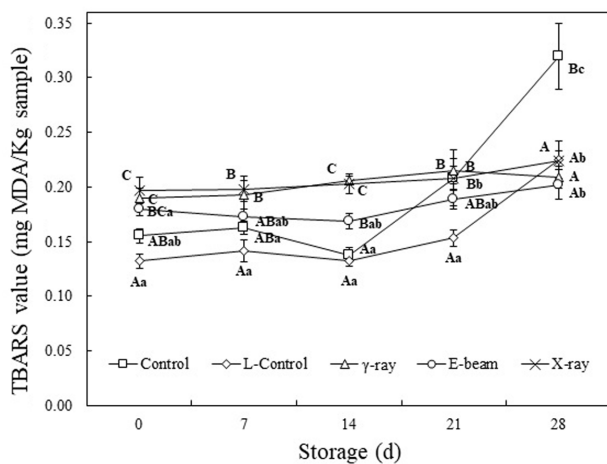 TBARS value (mg MDA/Kg sample)
0.35
0.30
0.25
0.20
0.15
0.10
0.05
0.00
C
C
BCa
ABab
Aa
B
B
ABab
ABa
Aa
C
C
Bab
Aa
Aa
B
B
Bb
ABab
Aa
Bc
A
Ab
A
Ab
Control
L-Control
γ-ray
E-beam
X-ray
0
7
14
21
28
Storage (d)